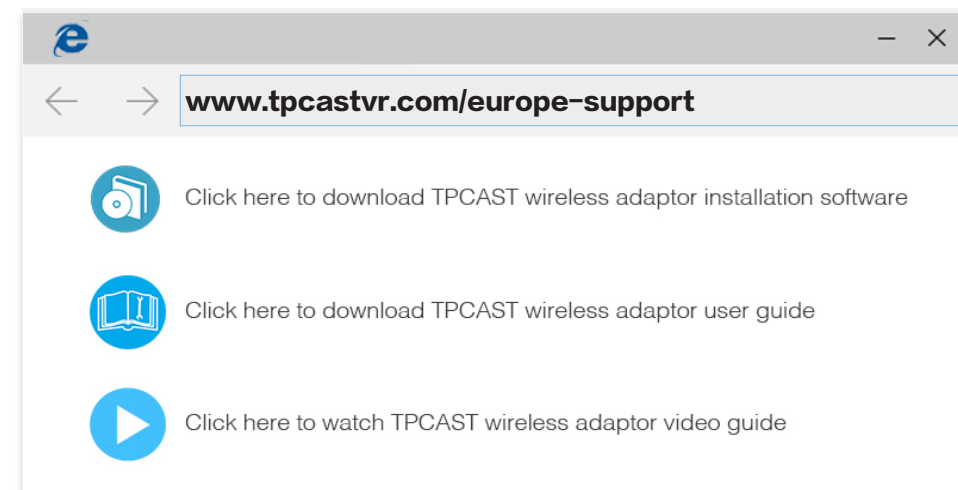 www.tpcastvr.com/europe-support
Click here to download TPCAST wireless adaptor installation software
Click here to download TPCAST wireless adaptor user guide
Click here to watch TPCAST wireless adaptor video guide